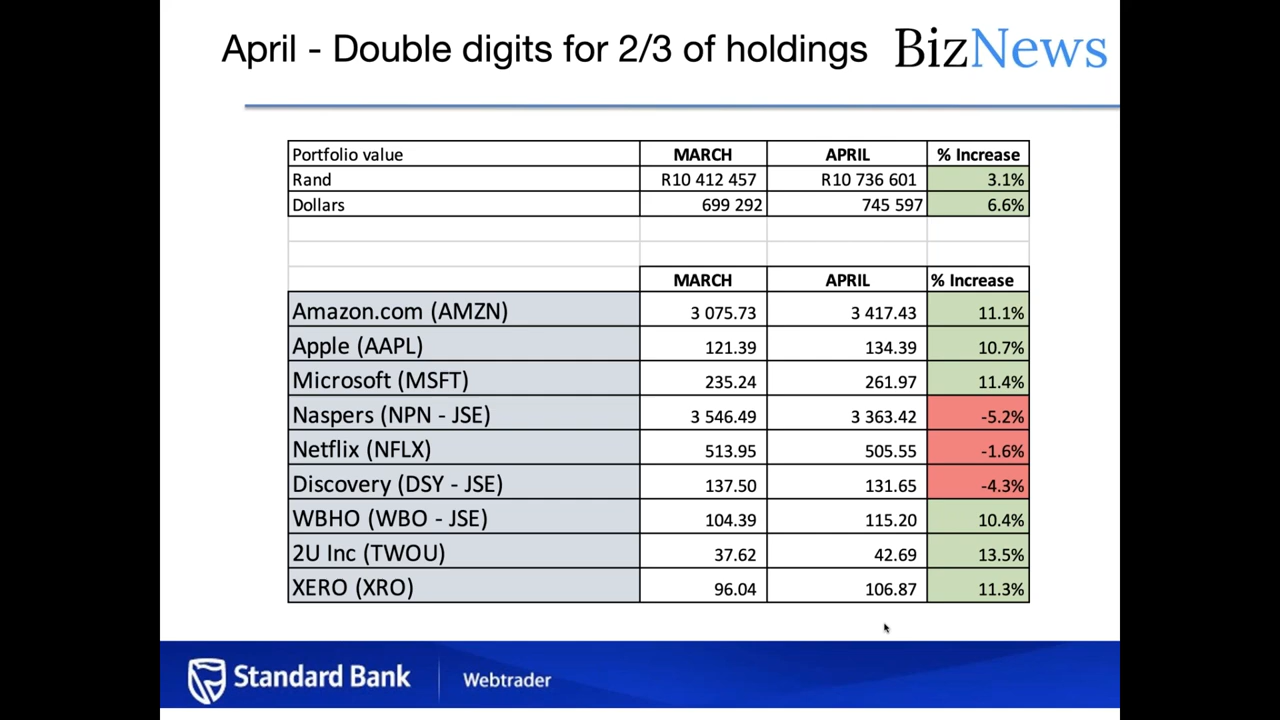 April - Double digits for 2/3 of holdings BizNews
Portfolio value MARCH APRIL % Increase
Rand R10 412 457 R10 736 601 3.1%
Dollars 699 292 745 597 6.6%
MARCH APRIL % Increase
Amazon.com (AMZN) 3 075.73 3 417.43 11.1%
Apple (AAPL) 121.39 134.39 10.7%
Microsoft (MSFT) 235.24 261.97 11.4%
Naspers (NPN - JSE) 3 546.49 3 363.42 -5.2%
Netflix (NFLX) 513.95 505.55 -1.6%
Discovery (DSY - JSE) 137.50 131.65 -4.3%
WBHO (WBO - JSE) 104.39 115.20 10.4%
2U Inc (TWOU) 37.62 42.69 13.5%
XERO (XRO) 96.04 106.87 11.3%
Standard Bank Webtrader